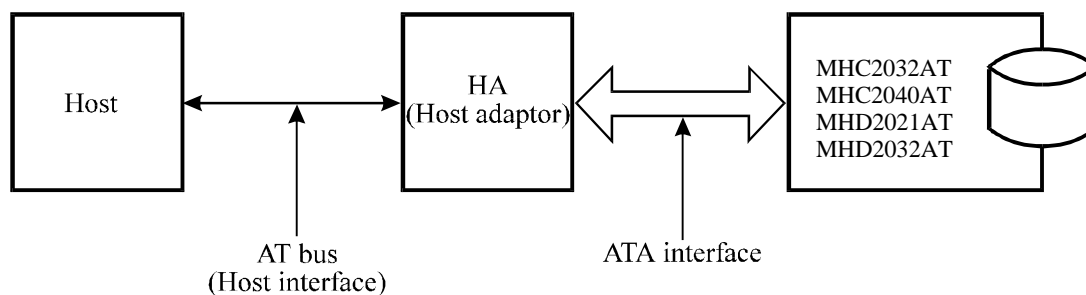 Host
HA
(Host adaptor)
MHC2032AT
MHC2040AT
MHD2021AT
MHD2032AT
AT bus
(Host interface)
ATA interface